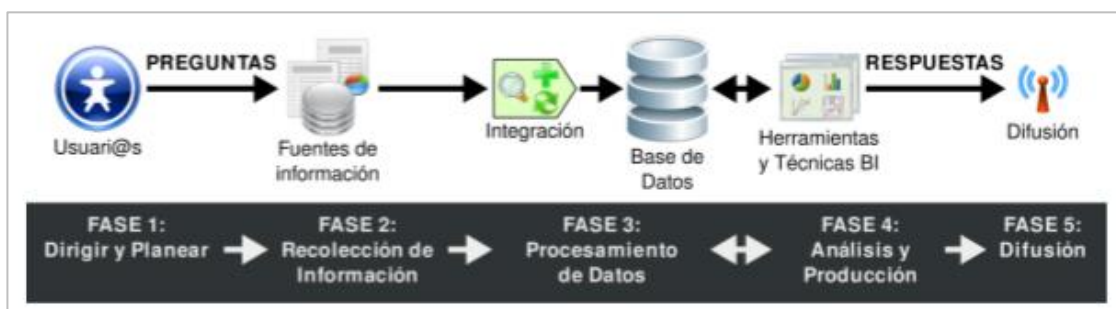 PREGUNTAS
RESPUESTAS
Usuari@s
Fuentes de
información
Integración
Base de
Datos
Herramientas
y Técnicas BI
Difusión
FASE 1:
Dirigir y Planear
FASE 2:
Recolección de
Información
FASE 3:
Procesamiento
de Datos
FASE 4:
Análisis y
Producción
FASE 5:
Difusión